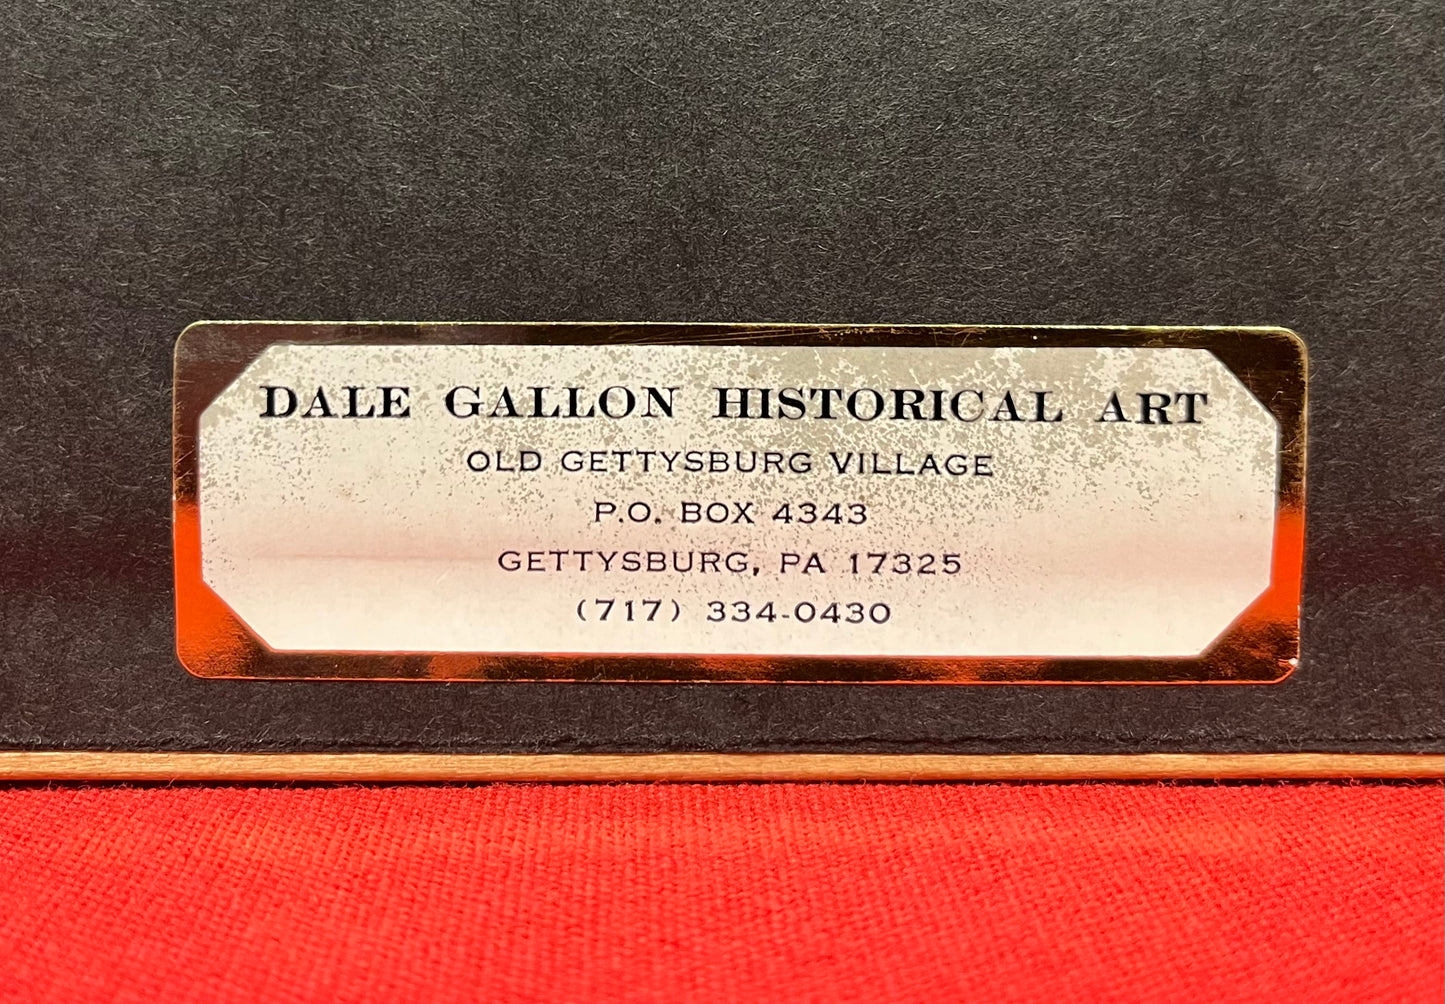 DALE GALLON HISTORICAL ART
OLD GETTYSBURG VILLAGE
P.O. BOX 4343
GETTYSBURG, PA 17325
(717) 334-0430